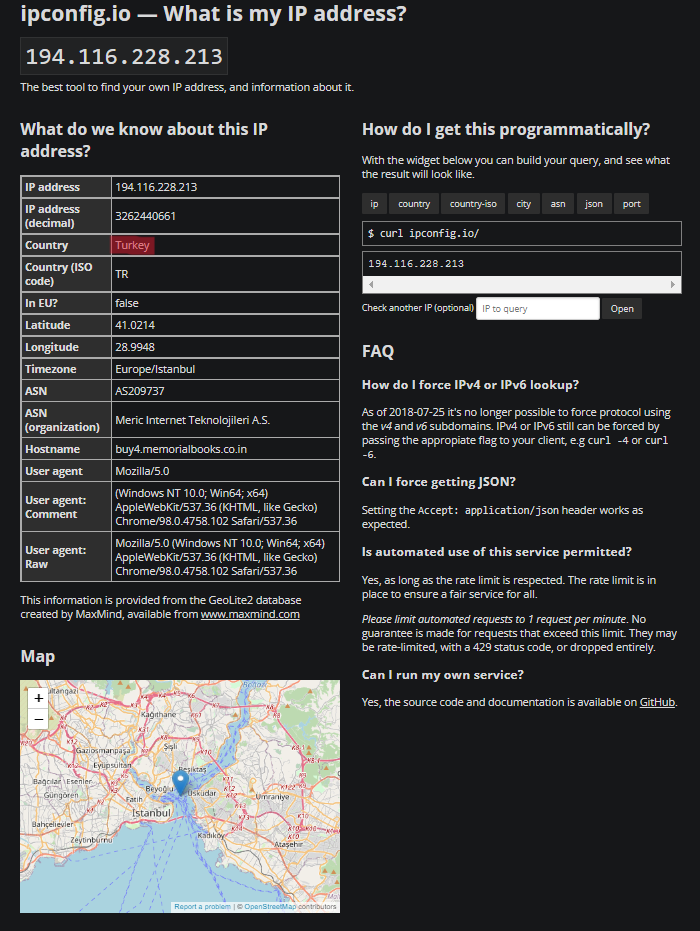 ipconfig.io — What is my IP address?
194.116.228.213
The best tool to find your own IP address, and information about it.
What do we know about this IP
address?
IP address 194.116.228.213
IP address
(decimal) 3262440661
Country Turkey
Country (ISO
code) TR
In EU? false
Latitude 41.0214
Longitude 28.9948
Timezone Europe/Istanbul
ASN AS209737
ASN
(organization) Meric Internet Teknolojileri A.S.
Hostname buy4.memorialbooks.co.in
User agent Mozilla/5.0
User agent:
Comment
(Windows NT 10.0; Win64; x64)
AppleWebKit/537.36 (KHTML, like Gecko)
Chrome/98.0.4758.102 Safari/537.36
User agent:
Raw
Mozilla/5.0 (Windows NT 10.0; Win64; x64)
AppleWebKit/537.36 (KHTML, like Gecko)
Chrome/98.0.4758.102 Safari/537.36
This information is provided from the GeoLite2 database
created by MaxMind, available from www.maxmind.com
Map
+
−
Kâğıthane
Şişli
Gaziosmanpaşa
Eyüpsultan
Beşiktaş
Bağcılar
Esenler
Güngören
Beyoğlu
Üsküdar
Ümraniye
Fatih
İstanbul
Bahçelievler
Zeytinburnu
Kadıköy
Ataşehir
Report a problem | © OpenStreetMap contributors
How do I get this programmatically?
With the widget below you can build your query, and see what
the result will look like.
ip country country-iso city asn json port
$ curl ipconfig.io/
194.116.228.213
Check another IP (optional) IP to query Open
FAQ
How do I force IPv4 or IPv6 lookup?
As of 2018-07-25 it's no longer possible to force protocol using
the v4 and v6 subdomains. IPv4 or IPv6 still can be forced by
passing the appropiate flag to your client, e.g curl -4 or curl
-6.
Can I force getting JSON?
Setting the Accept: application/json header works as
expected.
Is automated use of this service permitted?
Yes, as long as the rate limit is respected. The rate limit is in
place to ensure a fair service for all.
Please limit automated requests to 1 request per minute. No
guarantee is made for requests that exceed this limit. They may
be rate-limited, with a 429 status code, or dropped entirely.
Can I run my own service?
Yes, the source code and documentation is available on GitHub.